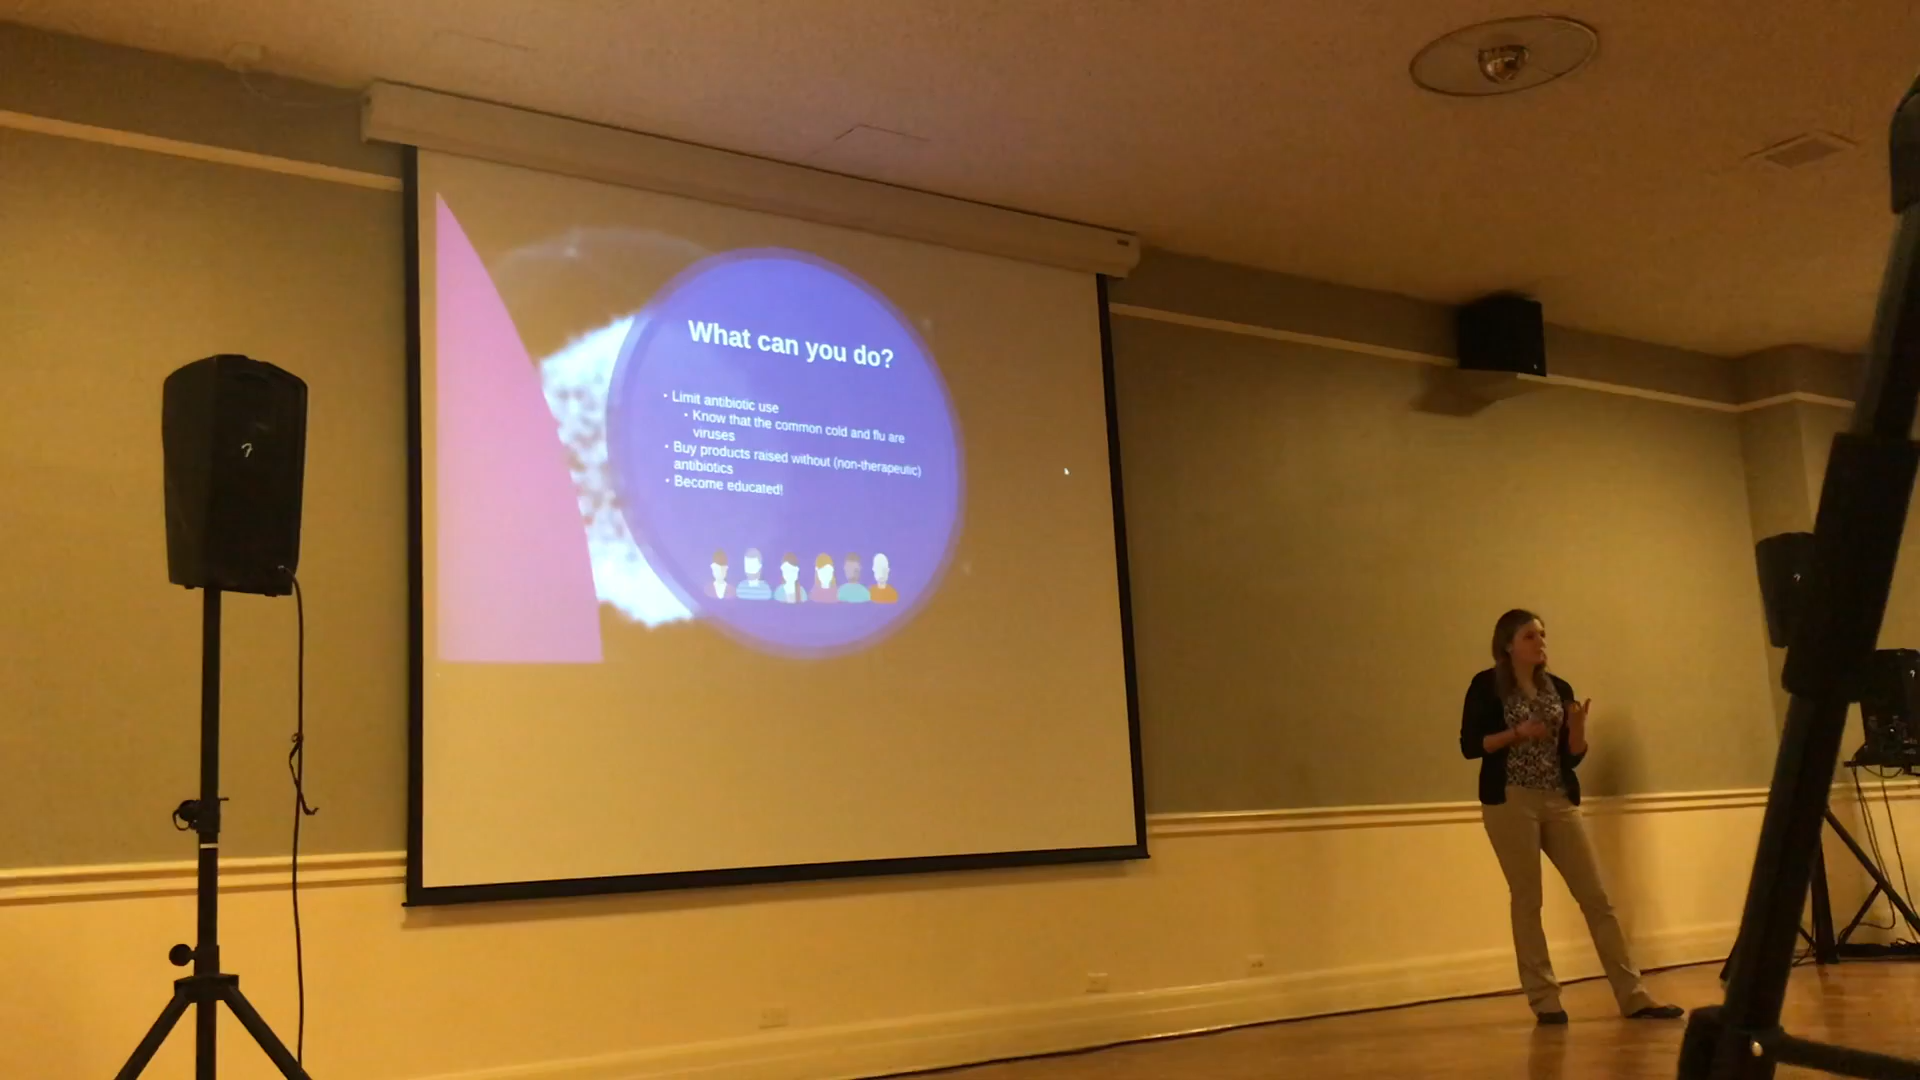 What can you do?
• Limit antibiotic use
• Know that the common cold and flu are
viruses
• Buy products raised without (non-therapeutic)
antibiotics
• Become educated!